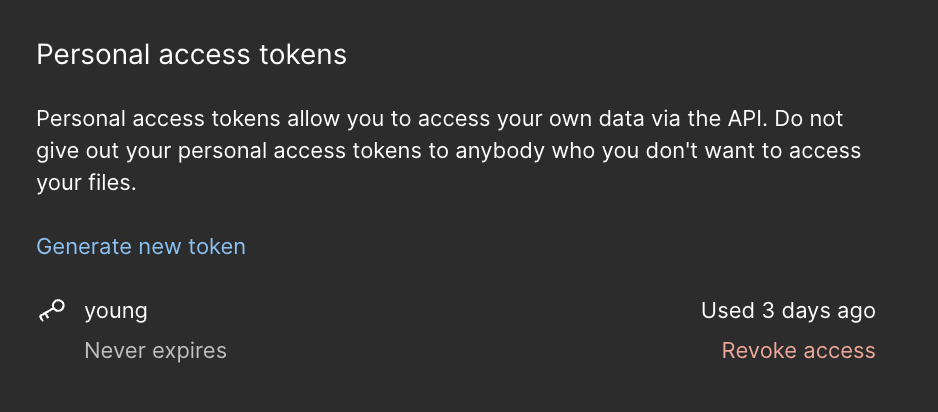 Personal access tokens
Personal access tokens allow you to access your own data via the API. Do not
give out your personal access tokens to anybody who you don't want to access
your files.
Generate new token
young Used 3 days ago
Never expires Revoke access